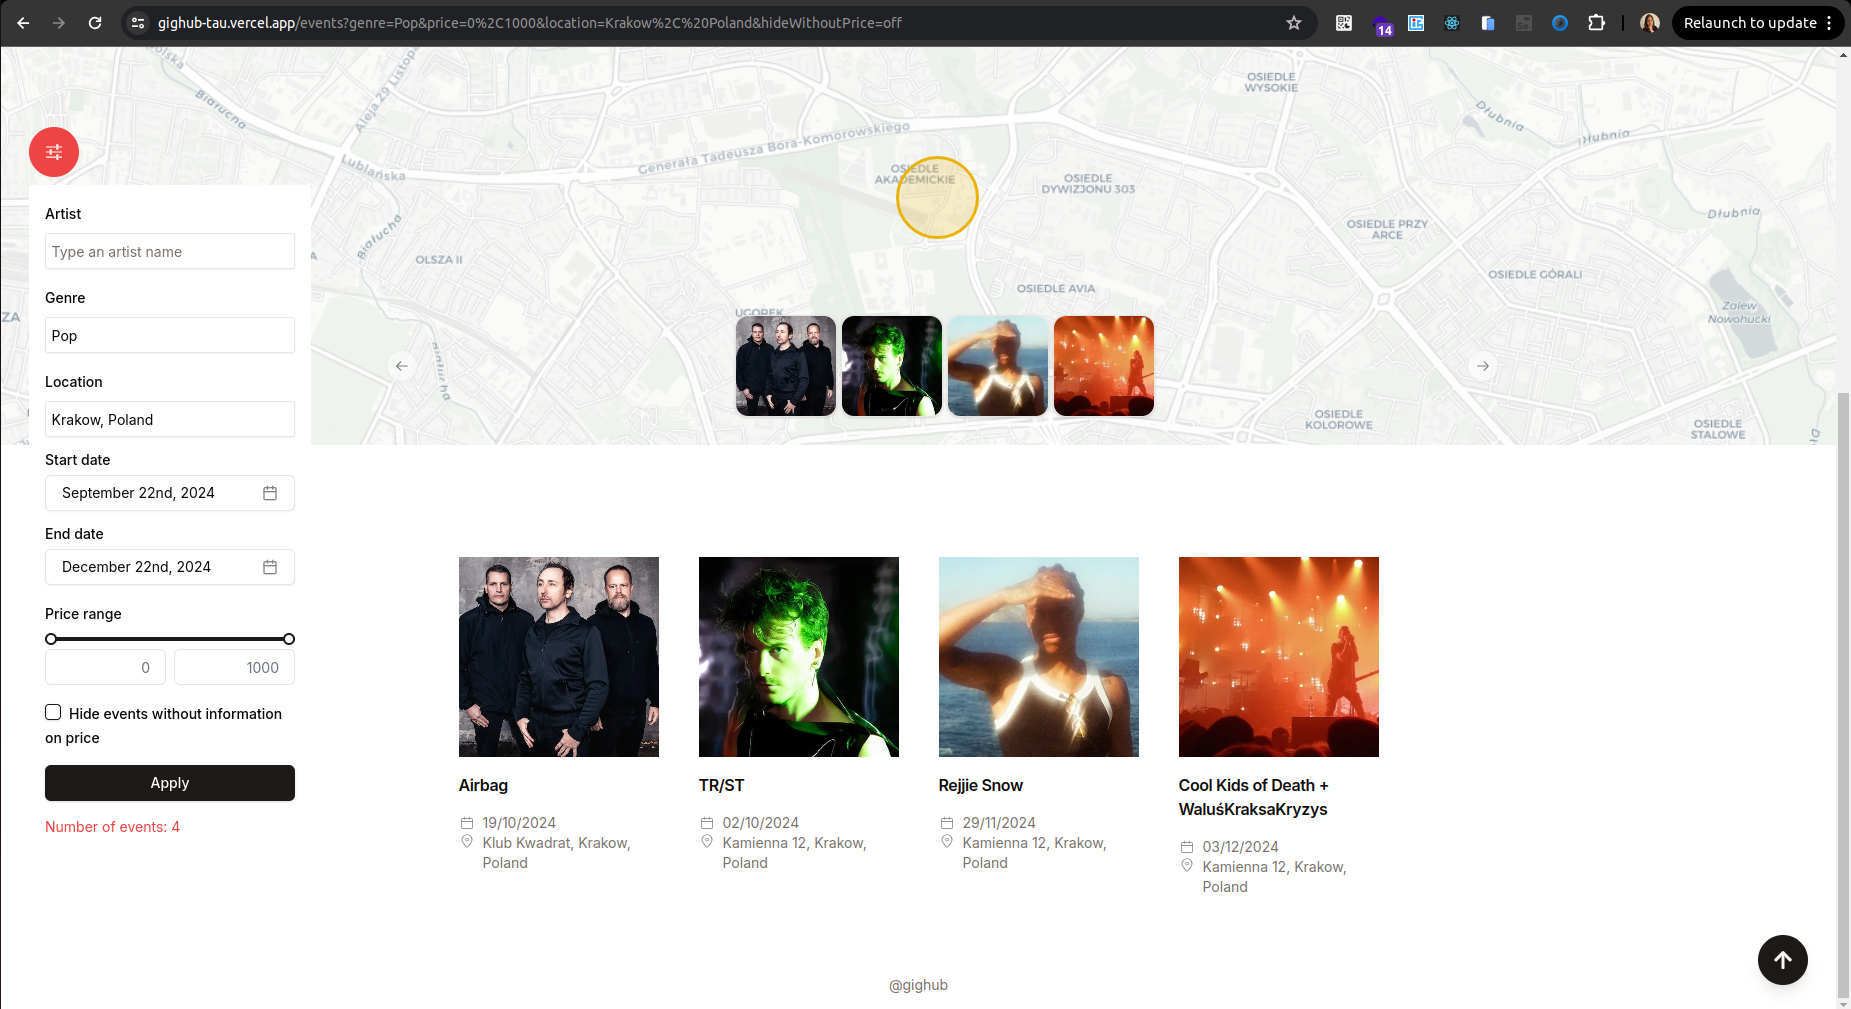 gighub-tau.vercel.app/events?genre=Pop&price=0%2C1000&location=Krakow%2C%20Poland&hideWithoutPrice=off
14
Relaunch to update
OSIEDLE
WYSOKIE
Białucha
Aleja 29 Listopa
Lublańska
Generała Tadeusza Bora-Komorowskiego
Dłubnia
Dłubnia
OSIEDLE
AKADEMICKIE
OSIEDLE
DYWIZJONU 303
Białucha
OLSZA II
OSIEDLE PRZY
ARCE
Dłubnia
OSIEDLE AVIA
OSIEDLE GÓRALI
UGOREK
Zalew
Nowohucki
ZA
OSIEDLE
KOLOROWE
OSIEDLE
STALOWE
Artist
Type an artist name
Genre
Pop
Location
Krakow, Poland
Start date
September 22nd, 2024
End date
December 22nd, 2024
Price range
0
1000
Hide events without information
on price
Apply
Number of events: 4
Airbag
19/10/2024
Klub Kwadrat, Krakow,
Poland
TR/ST
02/10/2024
Kamienna 12, Krakow,
Poland
Rejjie Snow
29/11/2024
Kamienna 12, Krakow,
Poland
Cool Kids of Death +
WaluśKraksaKryzys
03/12/2024
Kamienna 12, Krakow,
Poland
@gighub